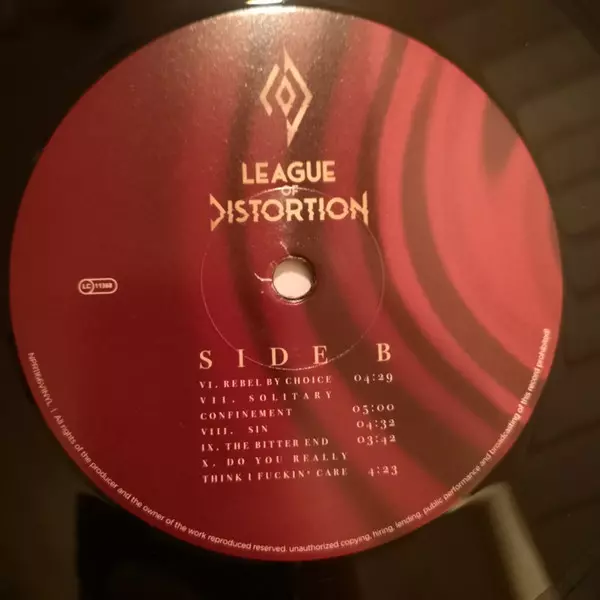 LEAGUE
OF
DISTORTION
LC 11369
SIDE B
VI. REBEL BY CHOICE 04:29
VII. SOLITARY
CONFINEMENT 05:00
VIII. SIN 04:32
IX. THE BITTER END 03:42
X. DO YOU REALLY
THINK I FUCKIN' CARE 4:23
| All rights of the producer and the owner of the work reproduced reserved. unauthorized copying, hiring, lending, public performance and broadcasting of this record prohibited!